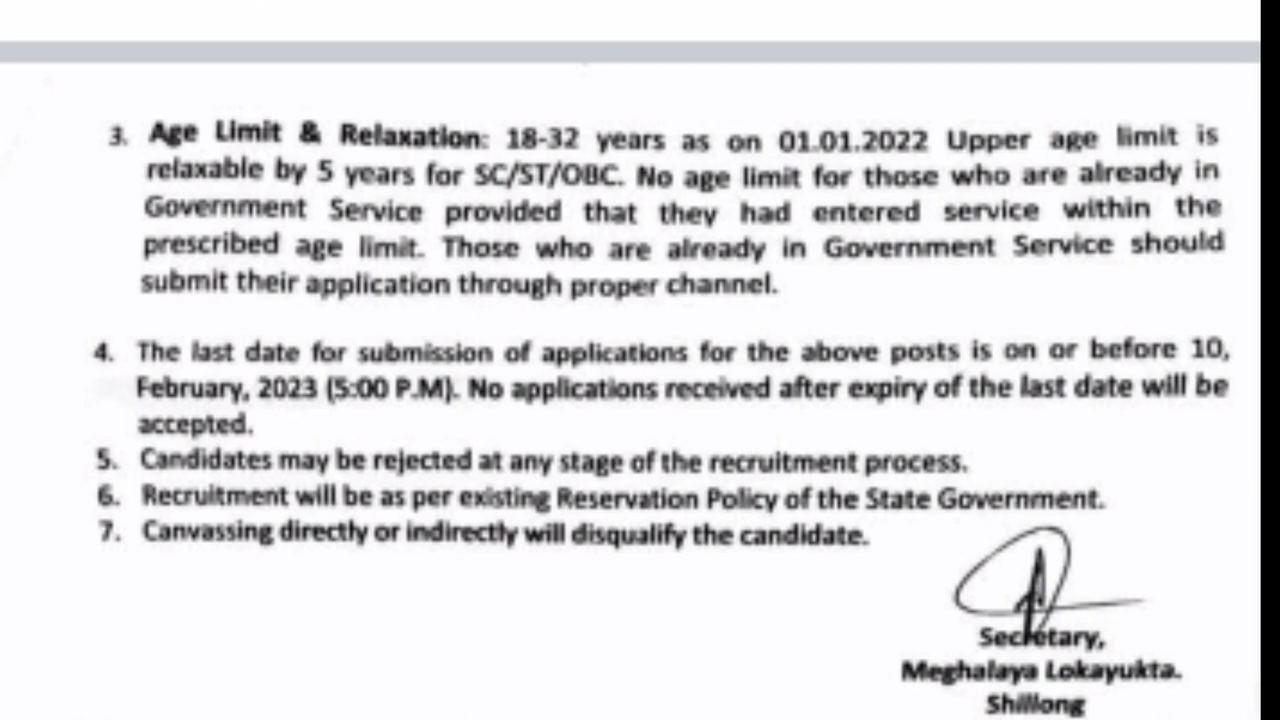 3. Age Limit & Relaxation: 18-32 years as on 01.01.2022 Upper age limit is
relaxable by 5 years for SC/ST/OBC. No age limit for those who are already in
Government Service provided that they had entered service within the
prescribed age limit. Those who are already in Government Service should
submit their application through proper channel.
4. The last date for submission of applications for the above posts is on or before 10,
February, 2023 (5:00 P.M). No applications received after expiry of the last date will be
accepted.
5. Candidates may be rejected at any stage of the recruitment process.
6. Recruitment will be as per existing Reservation Policy of the State Government.
7. Canvassing directly or indirectly will disqualify the candidate.
Secretary,
Meghalaya Lokayukta.
Shillong